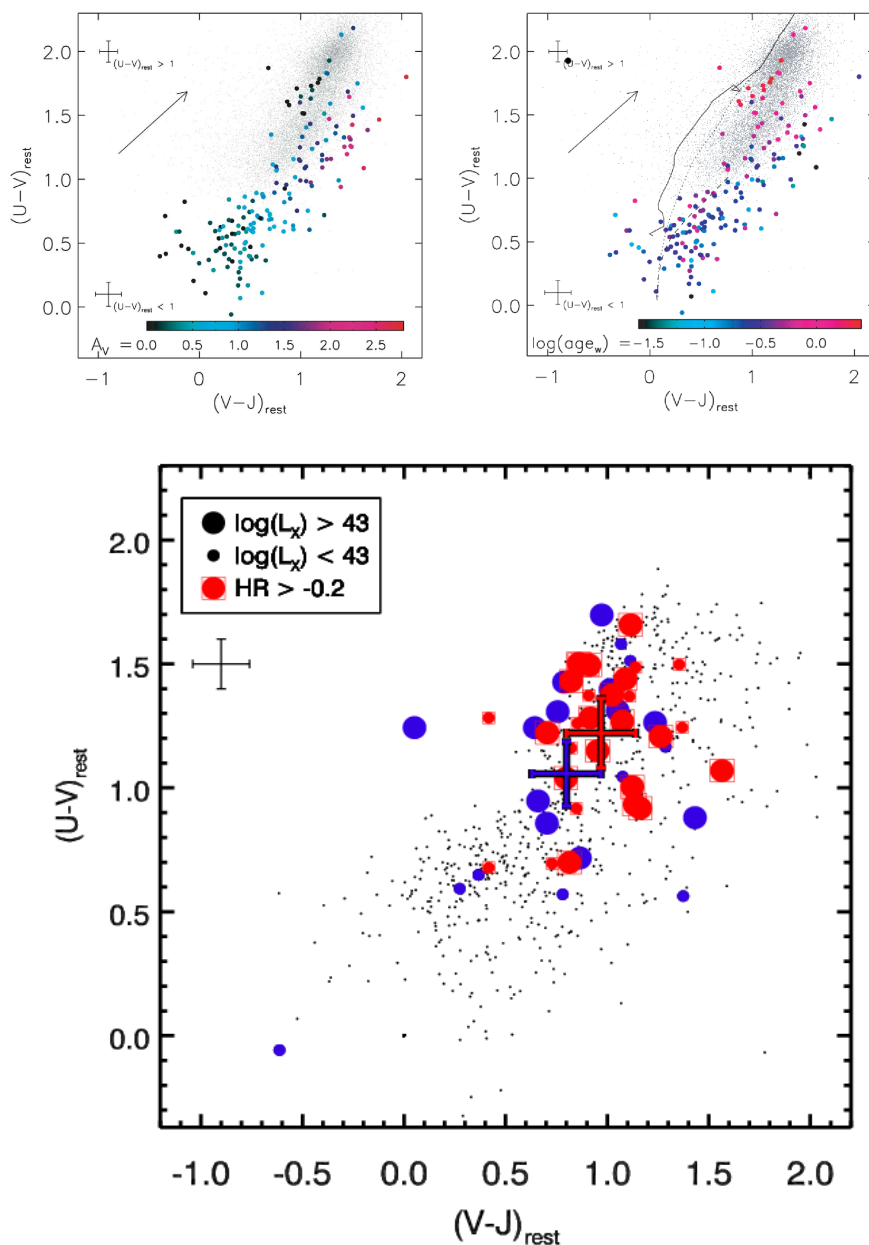 2.0
1.5
1.0
0.5
0.0
(U−V)rest
(U−V)rest > 1
(U−V)rest < 1
AV =
0.0 0.5 1.0 1.5 2.0 2.5
−1 0 1 2
(V−J)rest
2.0
1.5
1.0
0.5
0.0
(U−V)rest
(U−V)rest > 1
(U−V)rest < 1
log(agew) =
−1.5 −1.0 −0.5 0.0
−1 0 1 2
(V−J)rest
log(Lx) > 43
log(Lx) < 43
HR > -0.2
2.0
1.5
1.0
0.5
0.0
(U-V)rest
-1.0 -0.5 0.0 0.5 1.0 1.5 2.0
(V-J)rest